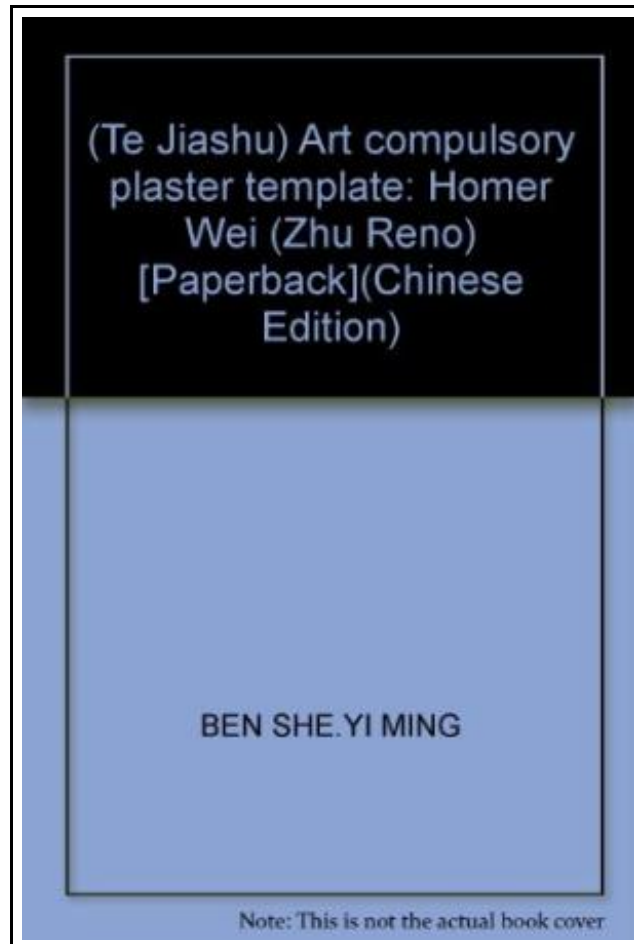 (Te Jiashu) Art compulsory
plaster template: Homer
Wei (Zhu Reno)
[Paperback](Chinese
Edition)
BEN SHE.YI MING
Note: This is not the actual book cover